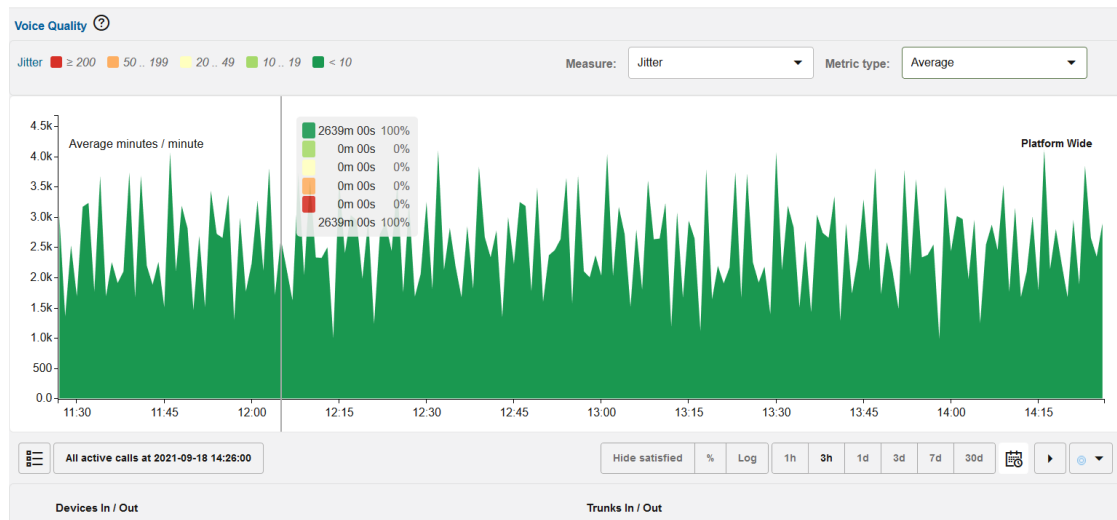 Voice Quality ?
Jitter ≥ 200 50 .. 199 20 .. 49 10 .. 19 < 10 Measure: Jitter Metric type: Average
4.5k
Average minutes / minute
Platform Wide
4.0k
3.5k
3.0k
2.5k
2.0k
1.5k
1.0k
500
0.0
2639m 00s 100%
0m 00s 0%
0m 00s 0%
0m 00s 0%
0m 00s 0%
2639m 00s 100%
11:30 11:45 12:00 12:15 12:30 12:45 13:00 13:15 13:30 13:45 14:00 14:15
All active calls at 2021-09-18 14:26:00 Hide satisfied % Log 1h 3h 1d 3d 7d 30d
Devices In / Out Trunks In / Out